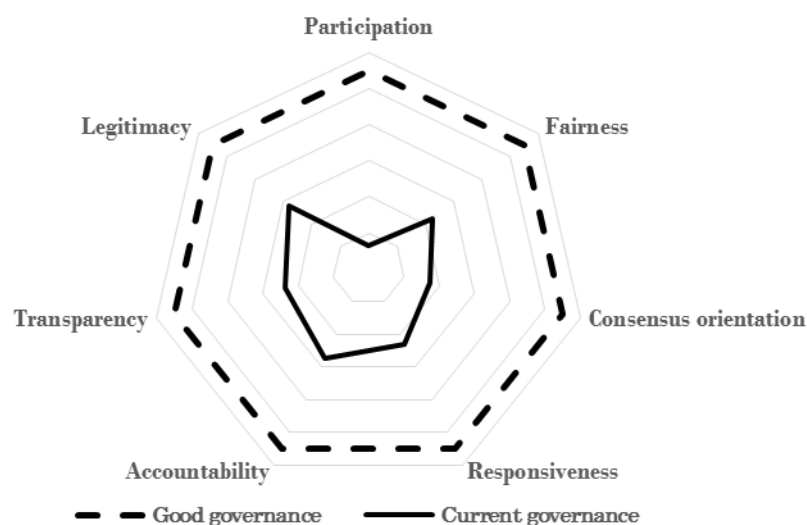 Participation
Legitimacy
Fairness
Transparency
Consensus orientation
Accountability
Responsiveness
Good governance
Current governance